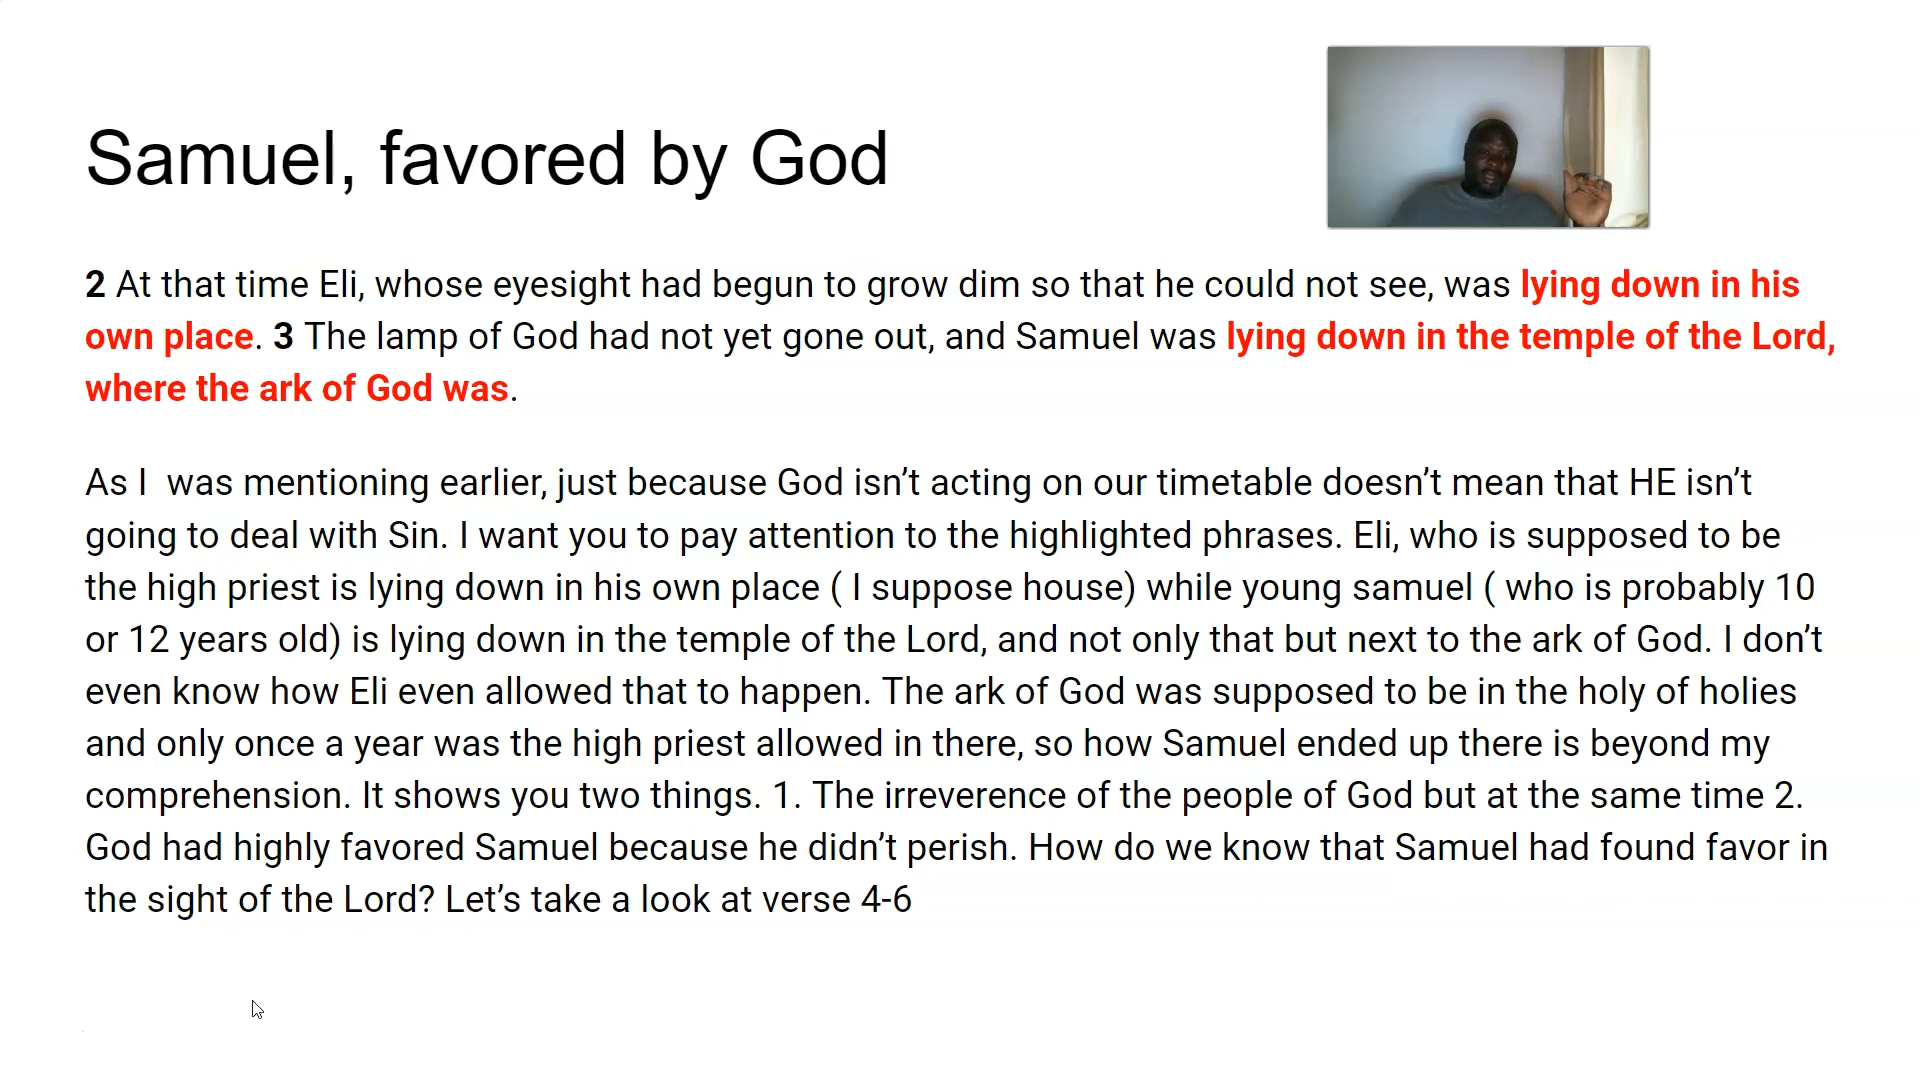 Samuel, favored by God
2 At that time Eli, whose eyesight had begun to grow dim so that he could not see, was lying down in his
own place. 3 The lamp of God had not yet gone out, and Samuel was lying down in the temple of the Lord,
where the ark of God was.
As I  was mentioning earlier, just because God isn’t acting on our timetable doesn’t mean that HE isn’t
going to deal with Sin. I want you to pay attention to the highlighted phrases. Eli, who is supposed to be
the high priest is lying down in his own place ( I suppose house) while young samuel ( who is probably 10
or 12 years old) is lying down in the temple of the Lord, and not only that but next to the ark of God. I don’t
even know how Eli even allowed that to happen. The ark of God was supposed to be in the holy of holies
and only once a year was the high priest allowed in there, so how Samuel ended up there is beyond my
comprehension. It shows you two things. 1. The irreverence of the people of God but at the same time 2.
God had highly favored Samuel because he didn’t perish. How do we know that Samuel had found favor in
the sight of the Lord? Let’s take a look at verse 4-6